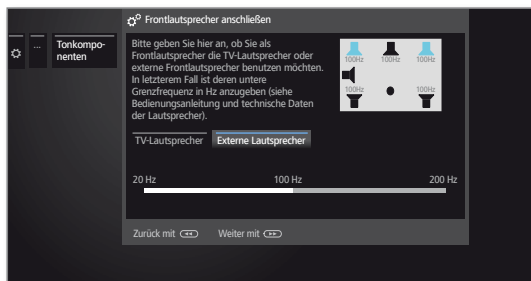 Frontlautsprecher anschließen
...
Tonkompo-
nenten
Bitte geben Sie hier an, ob Sie als
Frontlautsprecher die TV-Lautsprecher oder
externe Frontlautsprecher benutzen möchten.
In letzterem Fall ist deren untere
Grenzfrequenz in Hz anzugeben (siehe
Bedienungsanleitung und technische Daten
der Lautsprecher).
100Hz 100Hz 100Hz
100Hz 100Hz
TV-Lautsprecher Externe Lautsprecher
20 Hz 100 Hz 200 Hz
Zurück mit Weiter mit